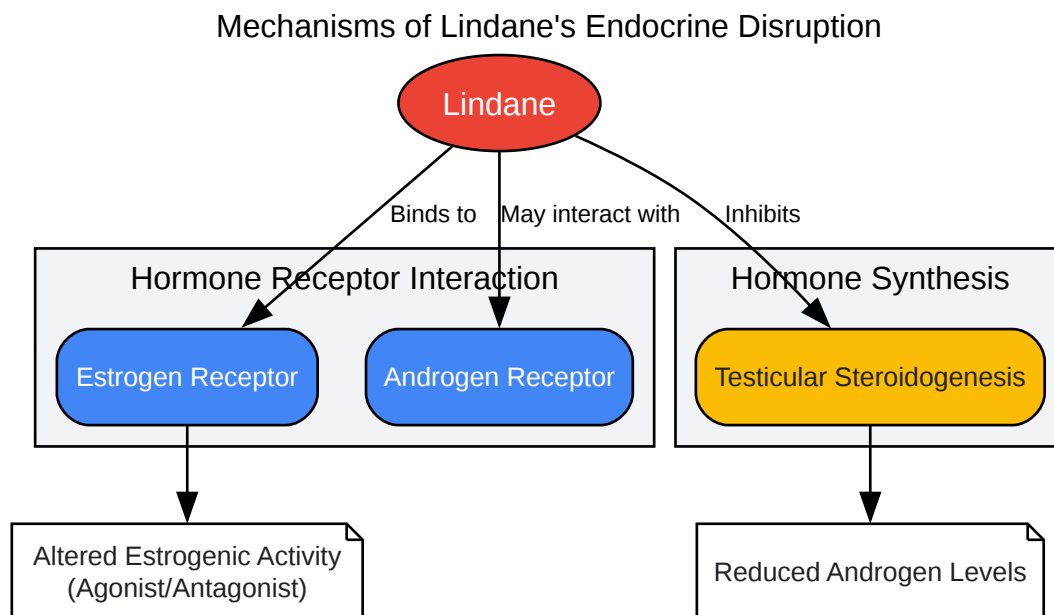 Mechanisms of Lindane's Endocrine Disruption
Lindane
Binds to
May interact with
Inhibits
Hormone Receptor Interaction
Hormone Synthesis
Estrogen Receptor
Androgen Receptor
Testicular Steroidogenesis
Altered Estrogenic Activity
(Agonist/Antagonist)
Reduced Androgen Levels